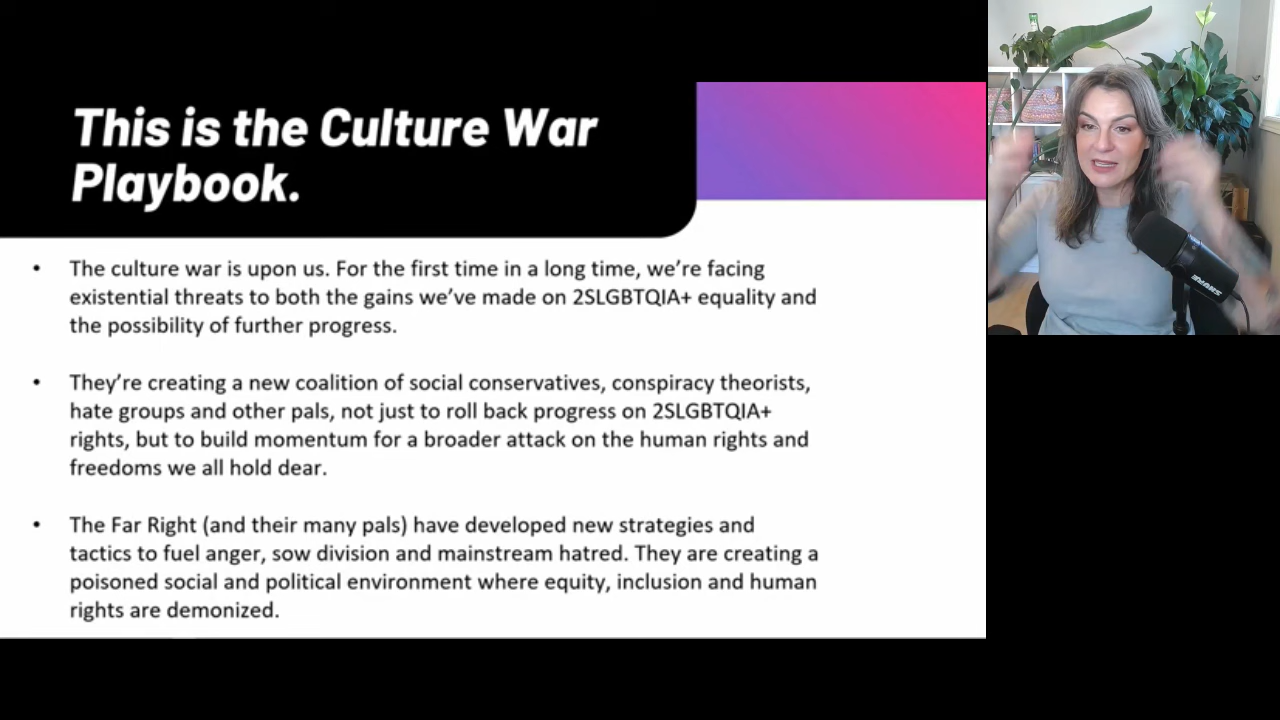 This is the Culture War
Playbook.
• The culture war is upon us. For the first time in a long time, we’re facing
existential threats to both the gains we’ve made on 2SLGBTQIA+ equality and
the possibility of further progress.
• They’re creating a new coalition of social conservatives, conspiracy theorists,
hate groups and other pals, not just to roll back progress on 2SLGBTQIA+
rights, but to build momentum for a broader attack on the human rights and
freedoms we all hold dear.
• The Far Right (and their many pals) have developed new strategies and
tactics to fuel anger, sow division and mainstream hatred. They are creating a
poisoned social and political environment where equity, inclusion and human
rights are demonized.
SHURE